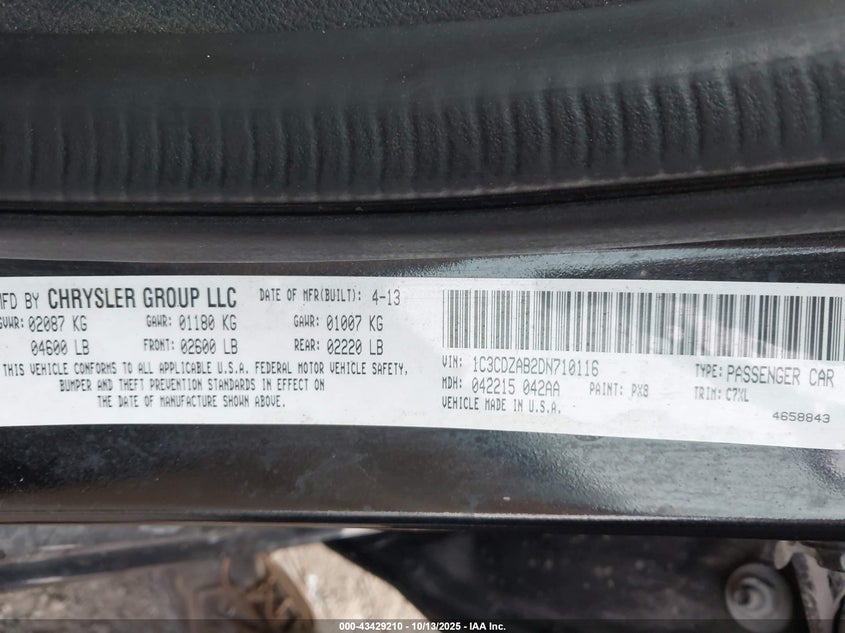 MFD BY CHRYSLER GROUP LLC DATE OF MFR(BUILT): 4-13
GVWR: 02087 KG GAWR: 01180 KG GAWR: 01007 KG
04600 LB FRONT: 02600 LB REAR: 02220 LB
THIS VEHICLE CONFORMS TO ALL APPLICABLE U.S.A. FEDERAL MOTOR VEHICLE SAFETY,
BUMPER AND THEFT PREVENTION STANDARDS IN EFFECT ON
THE DATE OF MANUFACTURE SHOWN ABOVE.
VIN: 1C3CDZAB2DN710116 TYPE: PASSENGER CAR
MDH: 042215 042AA PAINT: PX8 TRIM: C7XL
VEHICLE MADE IN U.S.A. 4658843
000-43429210 - 10/13/2025 - IAA Inc.